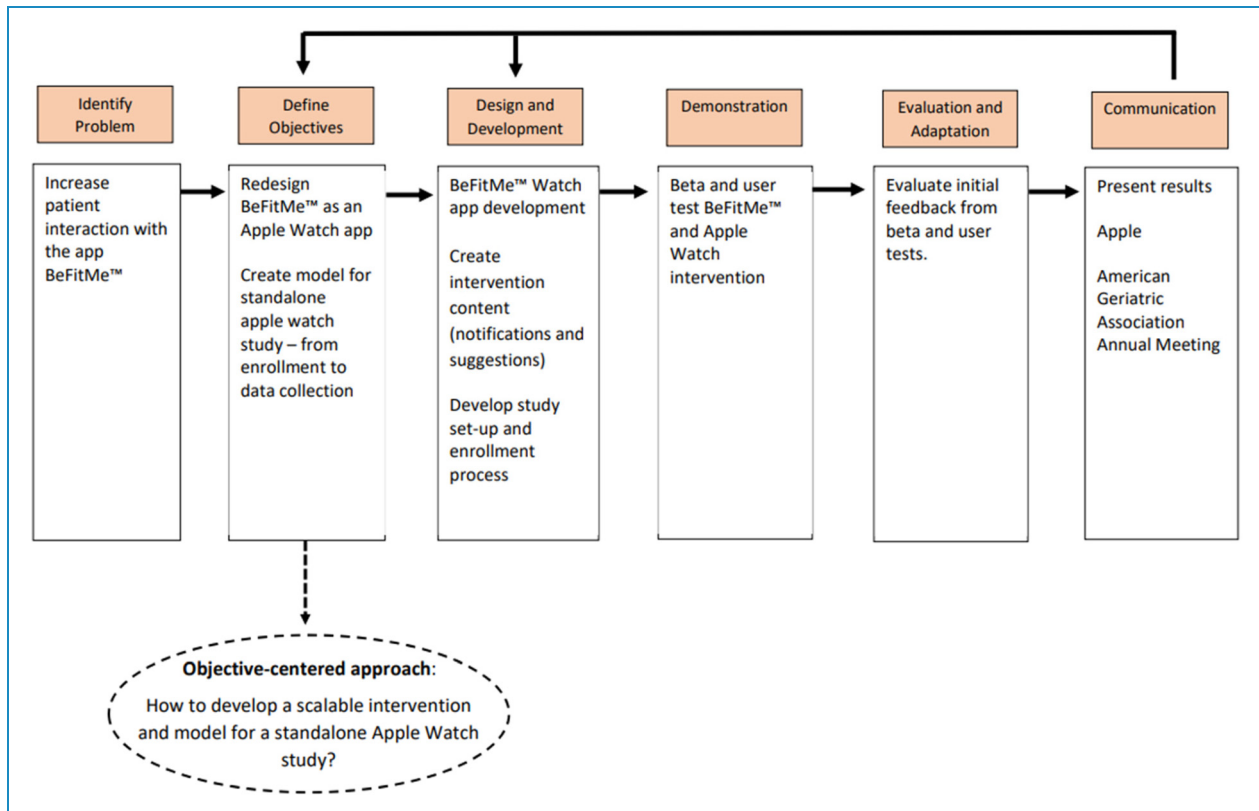 Identify
Problem
Define
Objectives
Design and
Development
Demonstration
Evaluation and
Adaptation
Communication
Increase
patient
interaction with
the app
BeFitMe™
Redesign
BeFitMe™ as an
Apple Watch app
Create model for
standalone
apple watch
study – from
enrollment to
data collection
BeFitMe™ Watch
app development
Create
intervention
content
(notifications and
suggestions)
Develop study
set-up and
enrollment
process
Beta and user
test BeFitMe™
and Apple
Watch
intervention
Evaluate initial
feedback from
beta and user
tests.
Present results
Apple
American
Geriatric
Association
Annual Meeting
Objective-centered approach:
How to develop a scalable intervention
and model for a standalone Apple Watch
study?